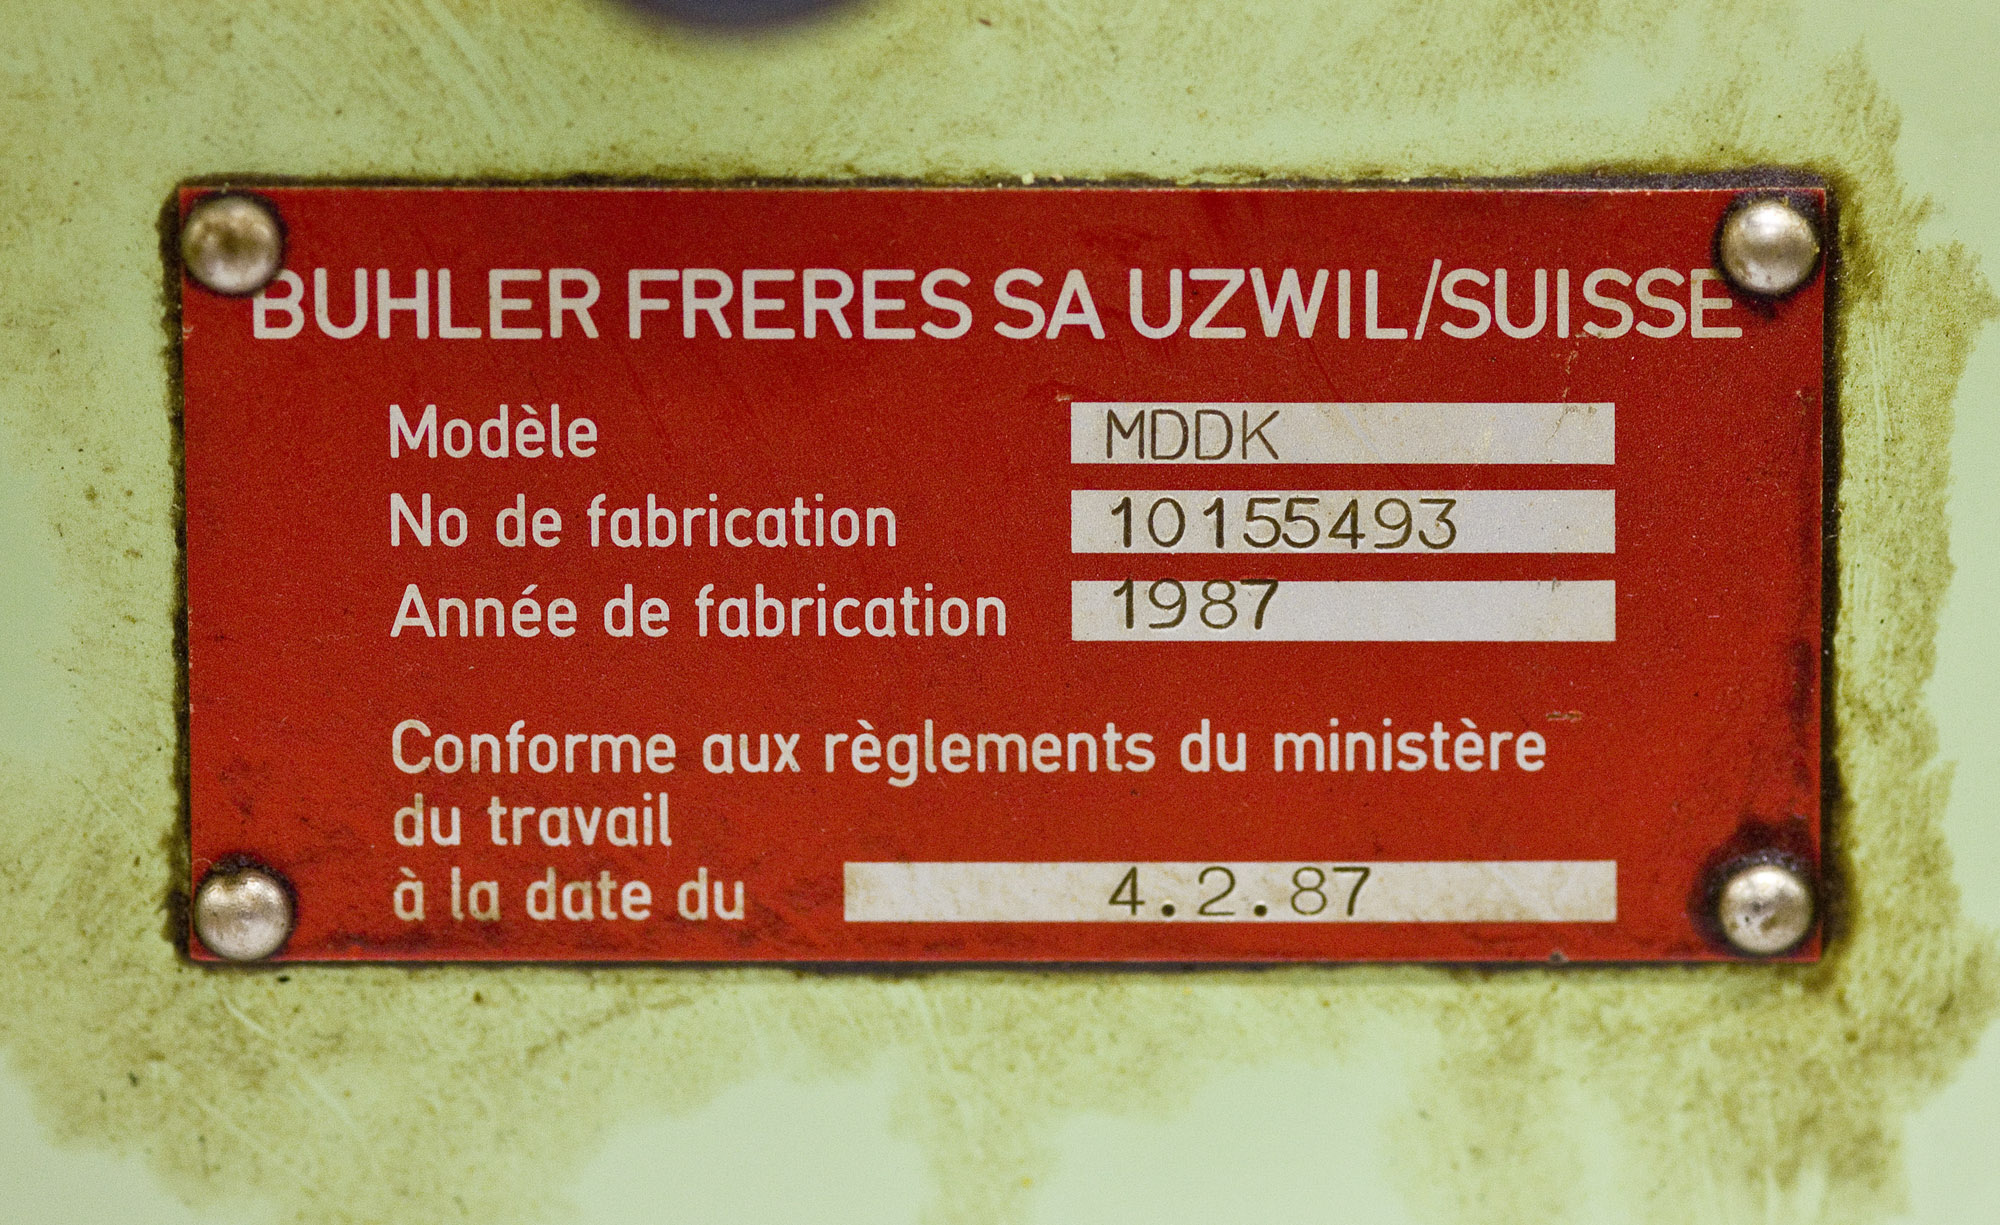 BUHLER FRERES SA UZWIL/SUISSE
Modèle MDDK
No de fabrication 10155493
Année de fabrication 1987
Conforme aux règlements du ministère
du travail
à la date du 4.2.87